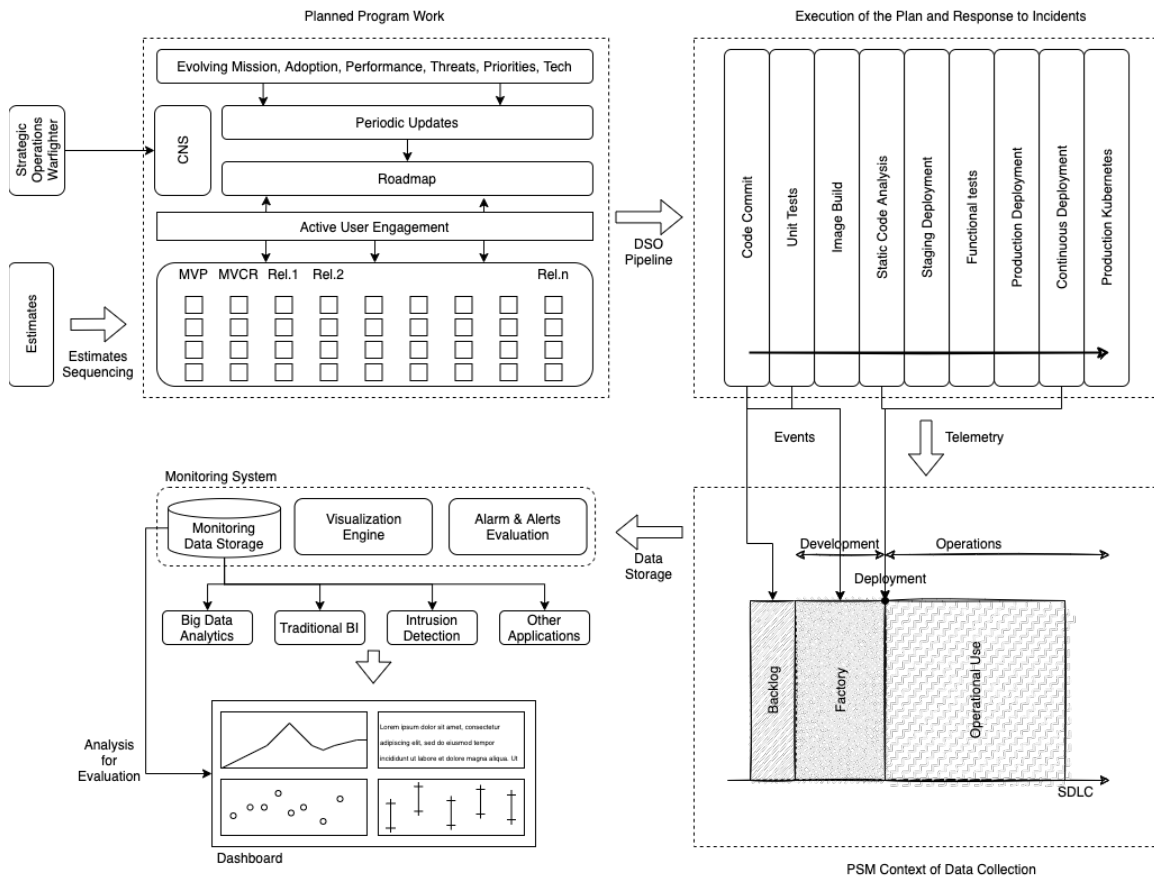 Planned Program Work
Execution of the Plan and Response to Incidents
Evolving Mission, Adoption, Performance, Threats, Priorities, Tech
Strategic
Operations
Warfighter
CNS
Periodic Updates
Roadmap
Active User Engagement
MVP
MVCR
Rel.1
Rel.2
Rel.n
Estimates
Estimates
Sequencing
DSO
Pipeline
Code Commit
Unit Tests
Image Build
Static Code Analysis
Staging Deployment
Functional tests
Production Deployment
Continuous Deployment
Production Kubernetes
Events
Telemetry
Monitoring System
Monitoring
Data Storage
Visualization
Engine
Alarm & Alerts
Evaluation
Data
Storage
Big Data
Analytics
Traditional BI
Intrusion
Detection
Other
Applications
Development
Operations
Deployment
Backlog
Factory
Operational Use
SDLC
Analysis
for
Evaluation
Lorem ipsum dolor sit amet, consectetur
adipiscing elit, sed do eiusmod tempor
incididunt ut labore et dolore magna aliqua. Ut
Dashboard
PSM Context of Data Collection